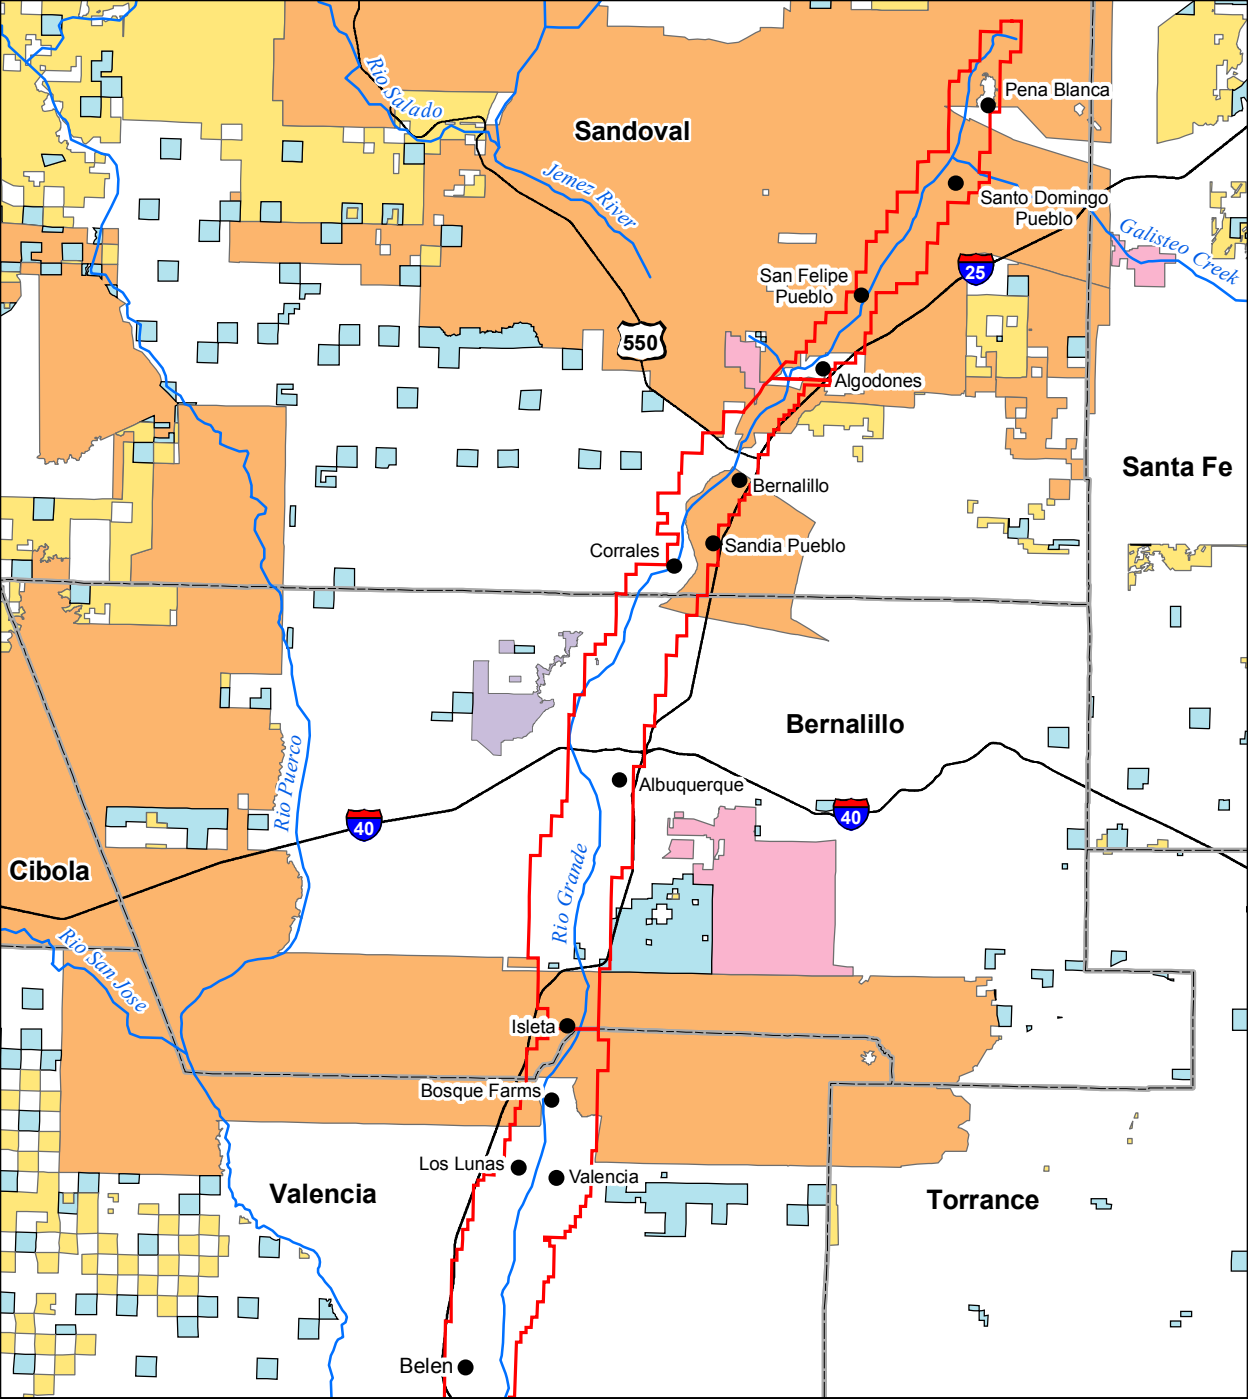 Rio Salado
Sandoval
Pena Blanca
Jemez River
Santo Domingo
Pueblo
Galisteo Creek
25
San Felipe
Pueblo
550
Algodones
Santa Fe
Bernalillo
Corrales
Sandia Pueblo
Bernalillo
Rio Puerco
Albuquerque
40
40
Cibola
Rio Grande
Rio San Jose
Isleta
Bosque Farms
Los Lunas
Valencia
Valencia
Torrance
Belen